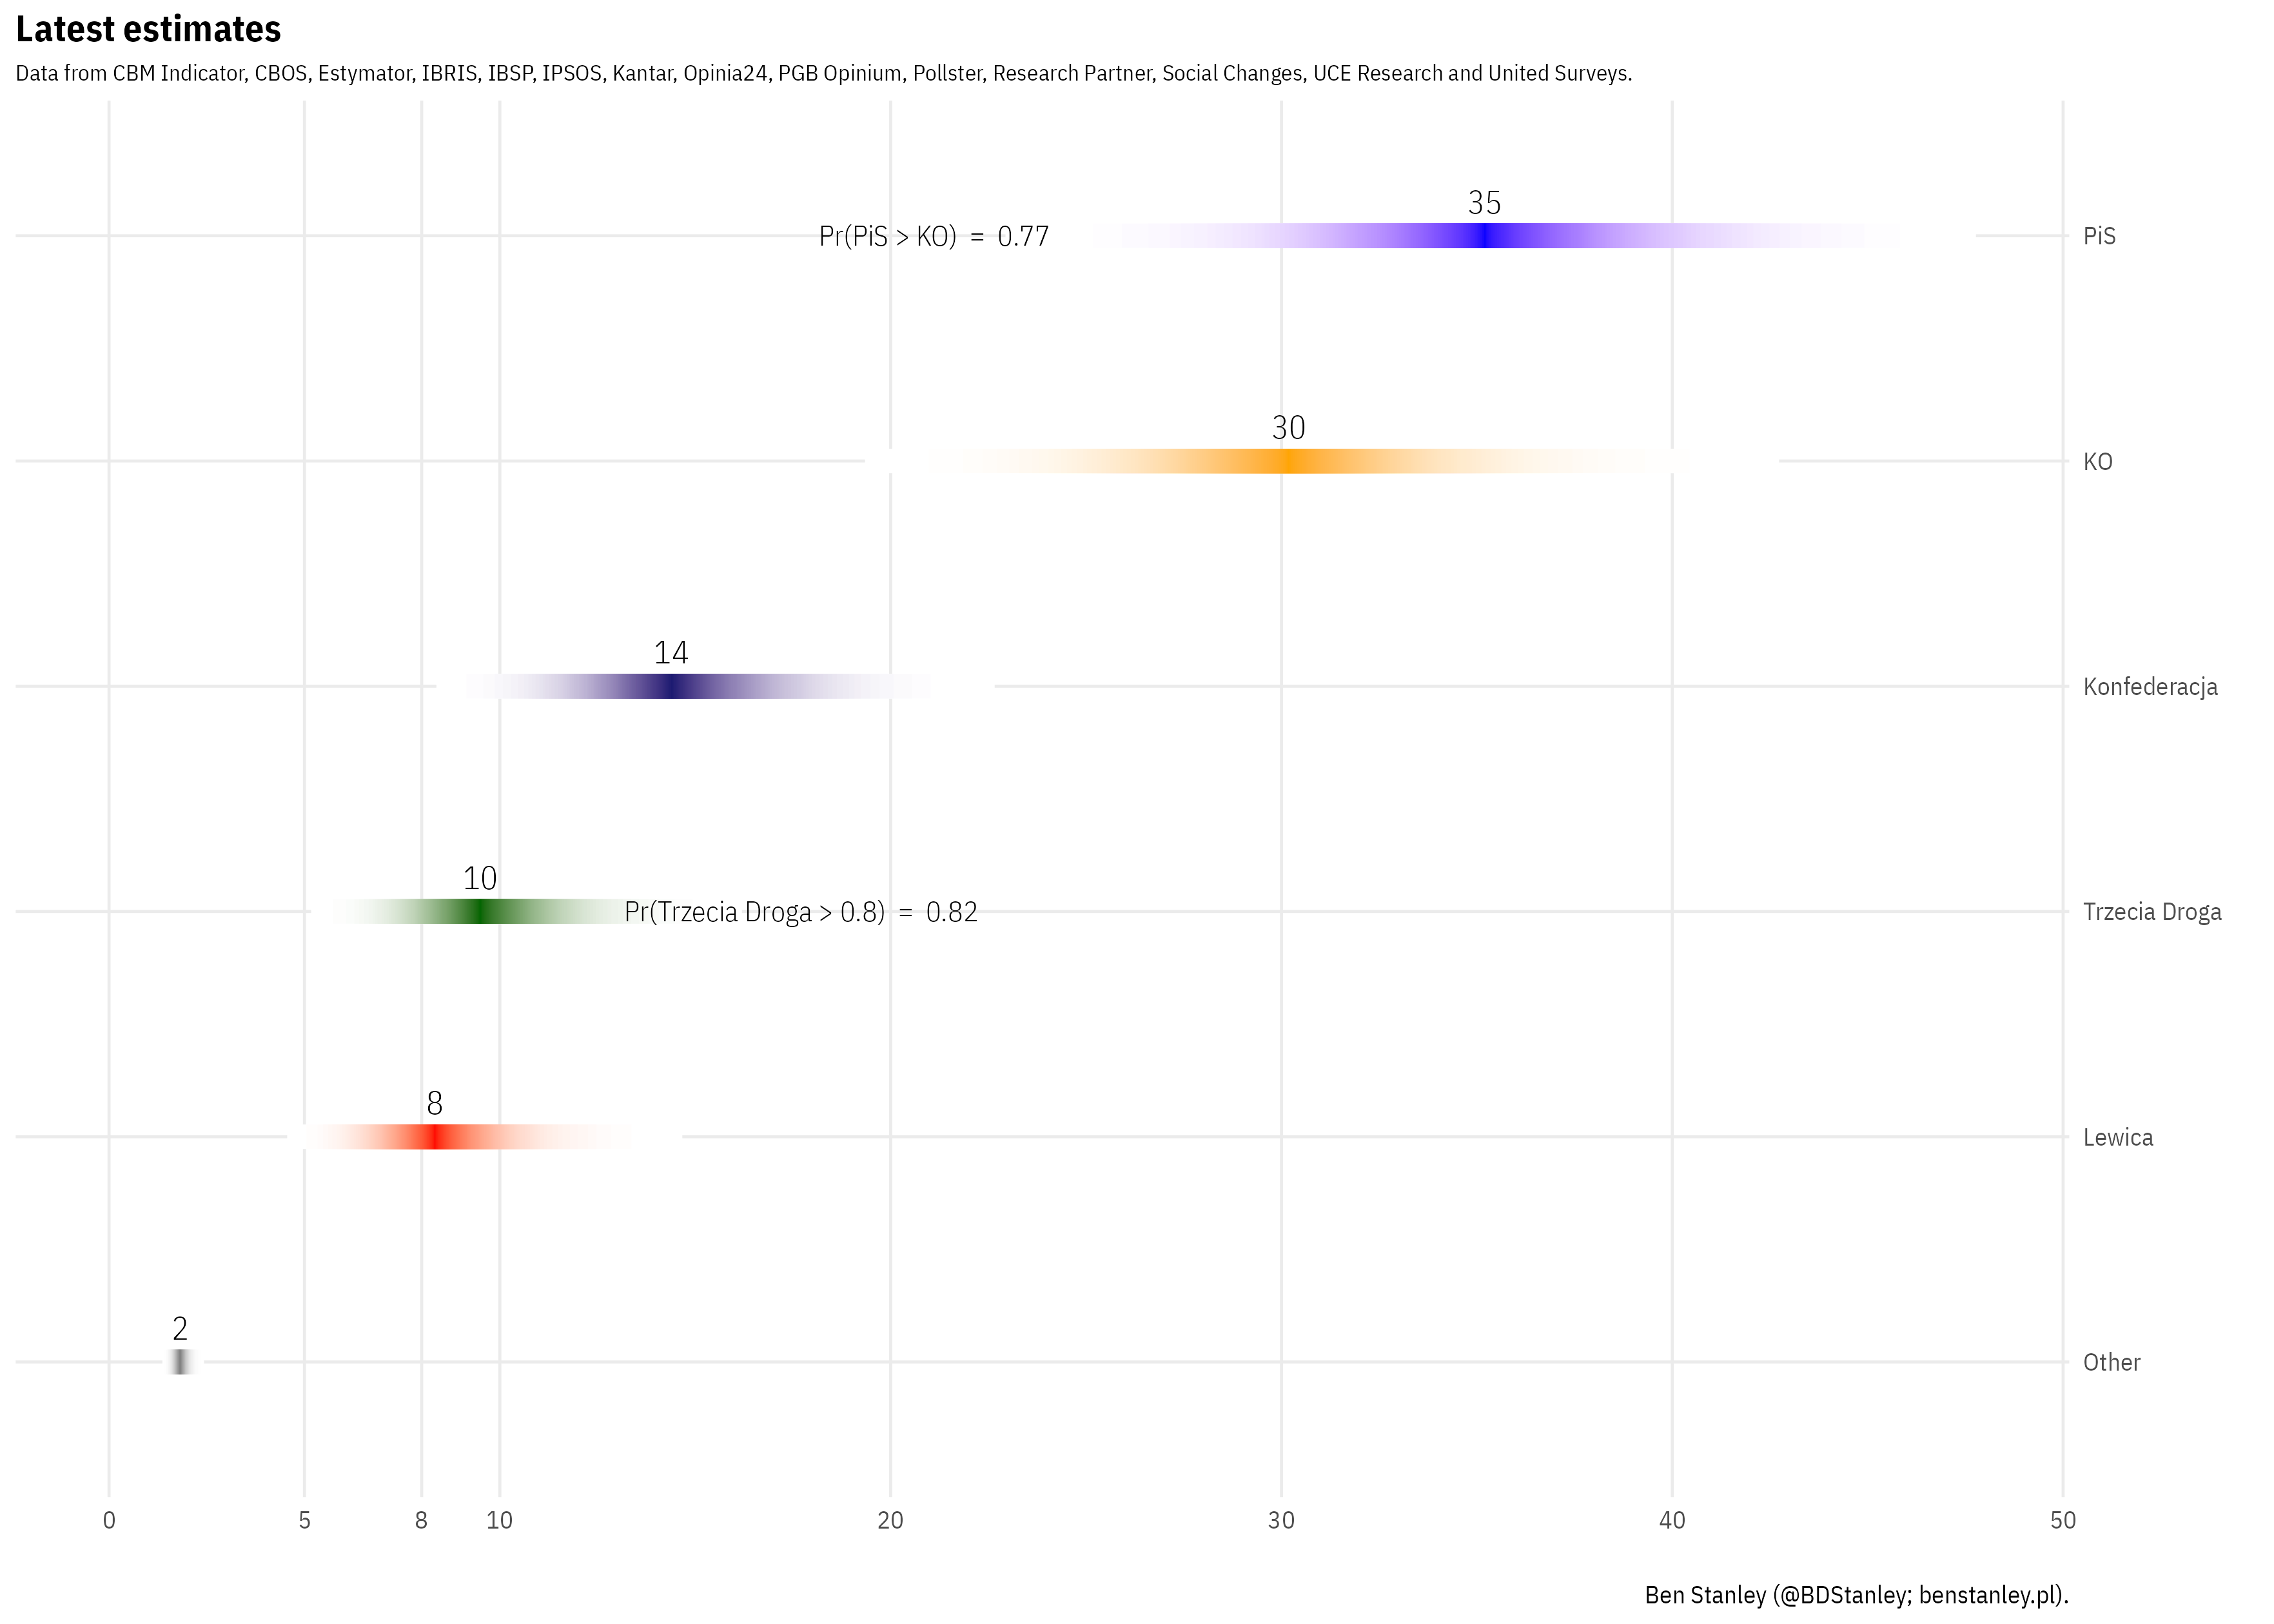 Latest estimates
Data from CBM Indicator, CBOS, Estymator, IBRIS, IBSP, IPSOS, Kantar, Opinia24, PGB Opinium, Pollster, Research Partner, Social Changes, UCE Research and United Surveys.
35
Pr(PiS > KO) = 0.77
PiS
30
KO
14
Konfederacja
10
Pr(Trzecia Droga > 0.8) = 0.82
Trzecia Droga
8
Lewica
2
Other
0 5 8 10 20 30 40 50
Ben Stanley (@BDStanley; benstanley.pl).